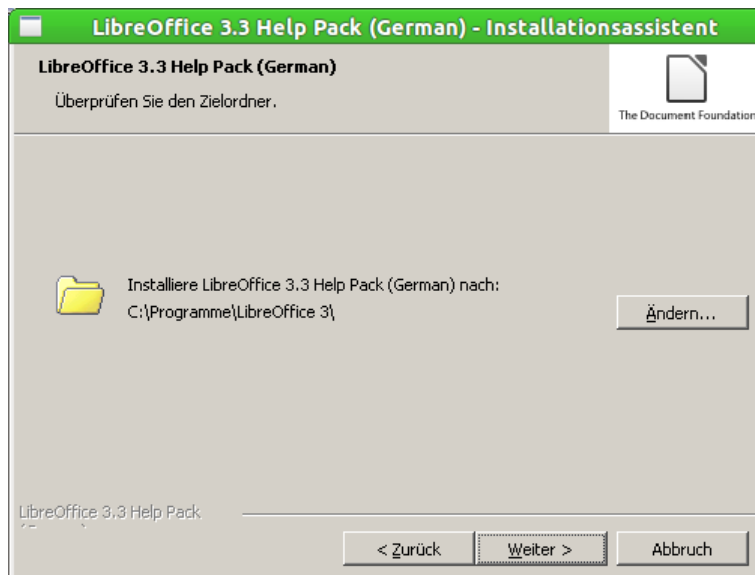 LibreOffice 3.3 Help Pack (German) - Installationsassistent
LibreOffice 3.3 Help Pack (German)
Überprüfen Sie den Zielordner.
The Document Foundation
Installiere LibreOffice 3.3 Help Pack (German) nach:
C:\Programme\LibreOffice 3\
Ändern...
LibreOffice 3.3 Help Pack
< Zurück
Weiter >
Abbruch